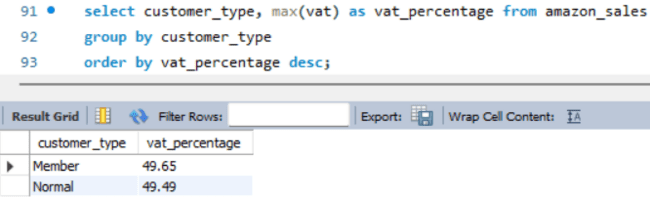 91 select customer_type, max(vat) as vat_percentage from amazon_sales
92 group by customer_type
93 order by vat_percentage desc;
Result Grid Filter Rows: Export: Wrap Cell Content: IA
customer_type vat_percentage
Member 49.65
Normal 49.49